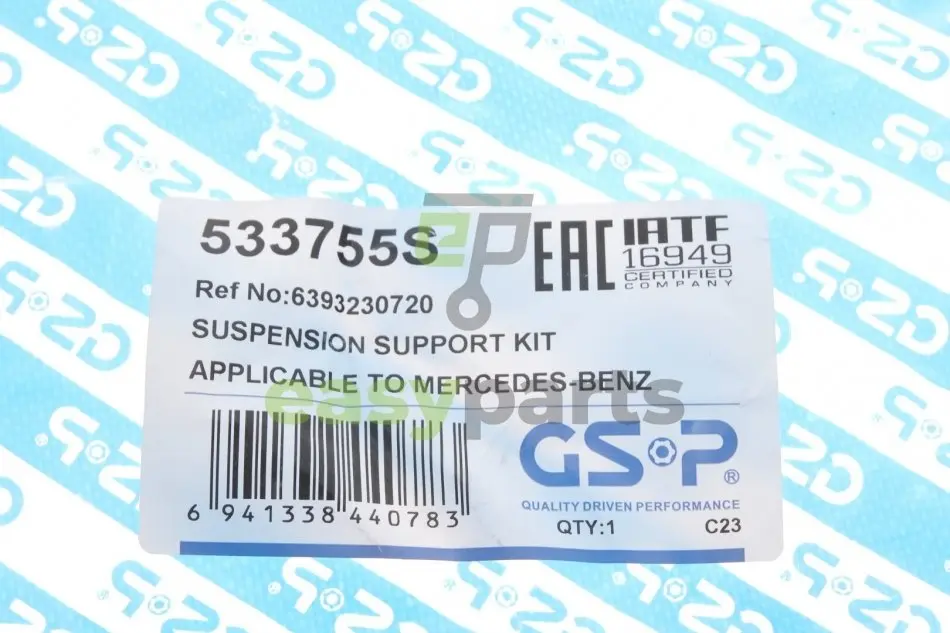 533755S
Ref No:6393230720
SUSPENSION SUPPORT KIT
APPLICABLE TO MERCEDES-BENZ
EAC
IATF
16949
CERTIFIED
COMPANY
easyparts
6 941338 440783
GSP®
QUALITY DRIVEN PERFORMANCE
QTY:1
C23